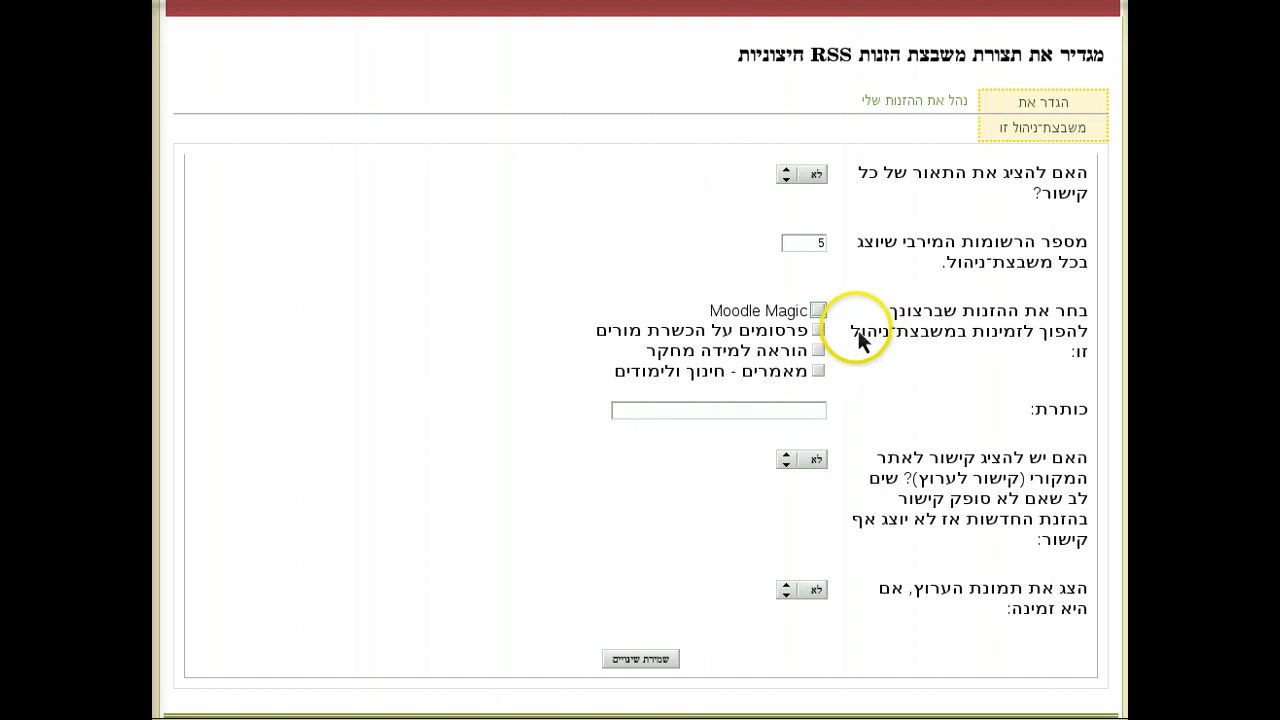 מגדיר את תצורת משבצת הזנות RSS חיצוניות
הגדר את
משבצת־ניהול זו
נהל את ההזנות שלי
האם להציג את התאור של כל
קישור?
לא
מספר הרשומות המירבי שיוצג
בכל משבצת־ניהול.
5
בחר את ההזנות שברצונך
להפוך לזמינות במשבצת־ניהול
זו:
Moodle Magic
פרסומים על הכשרת מורים
הוראה למידה מחקר
מאמרים - חינוך ולימודים
כותרת:
האם יש להציג קישור לאתר
המקורי (קישור לערוץ)? שים
לב שאם לא סופק קישור
בהזנת החדשות אז לא יוצג אף
קישור:
לא
הצג את תמונת הערוץ, אם
היא זמינה:
לא
שמירת שינויים